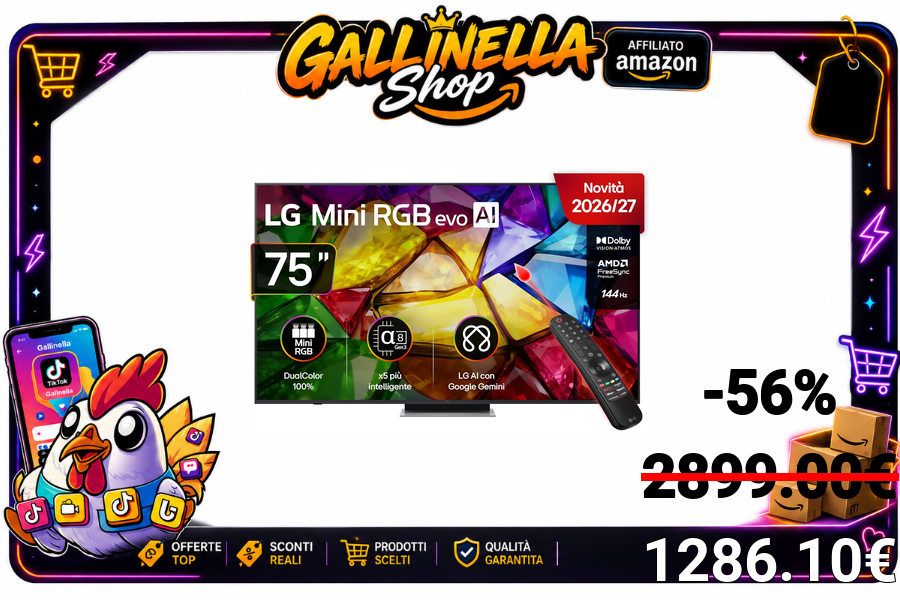 GALLINELLA
Shop
AFFILIATO
amazon
Novità
2026/27
LG Mini RGB evo AI
75"
Dolby
VISION·ATMOS
AMD
FreeSync
Premium
144Hz
Mini
RGB
DualColor
100%
α8
Gen3
x5 più
intelligente
LG AI con
Google Gemini
Gallinella
TikTok
Gallinella
-56%
2899.00€
1286.10€
OFFERTE
TOP
SCONTI
REALI
PRODOTTI
SCELTI
QUALITÀ
GARANTITA